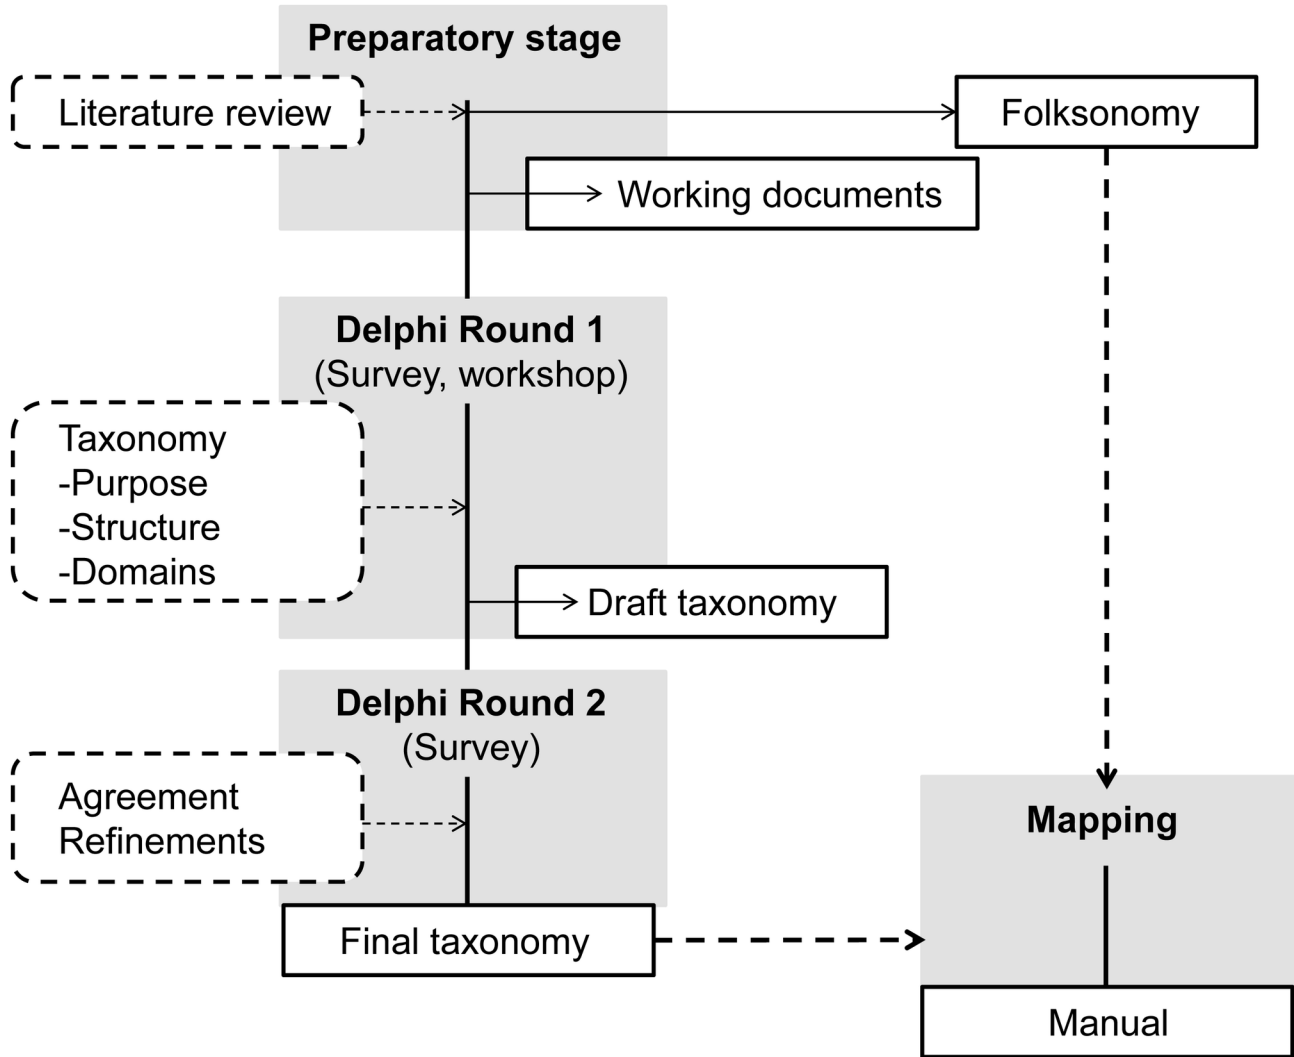 Preparatory stage
Literature review
Folksonomy
Working documents
Delphi Round 1
(Survey, workshop)
Taxonomy
-Purpose
-Structure
-Domains
Draft taxonomy
Delphi Round 2
(Survey)
Agreement
Refinements
Mapping
Final taxonomy
Manual